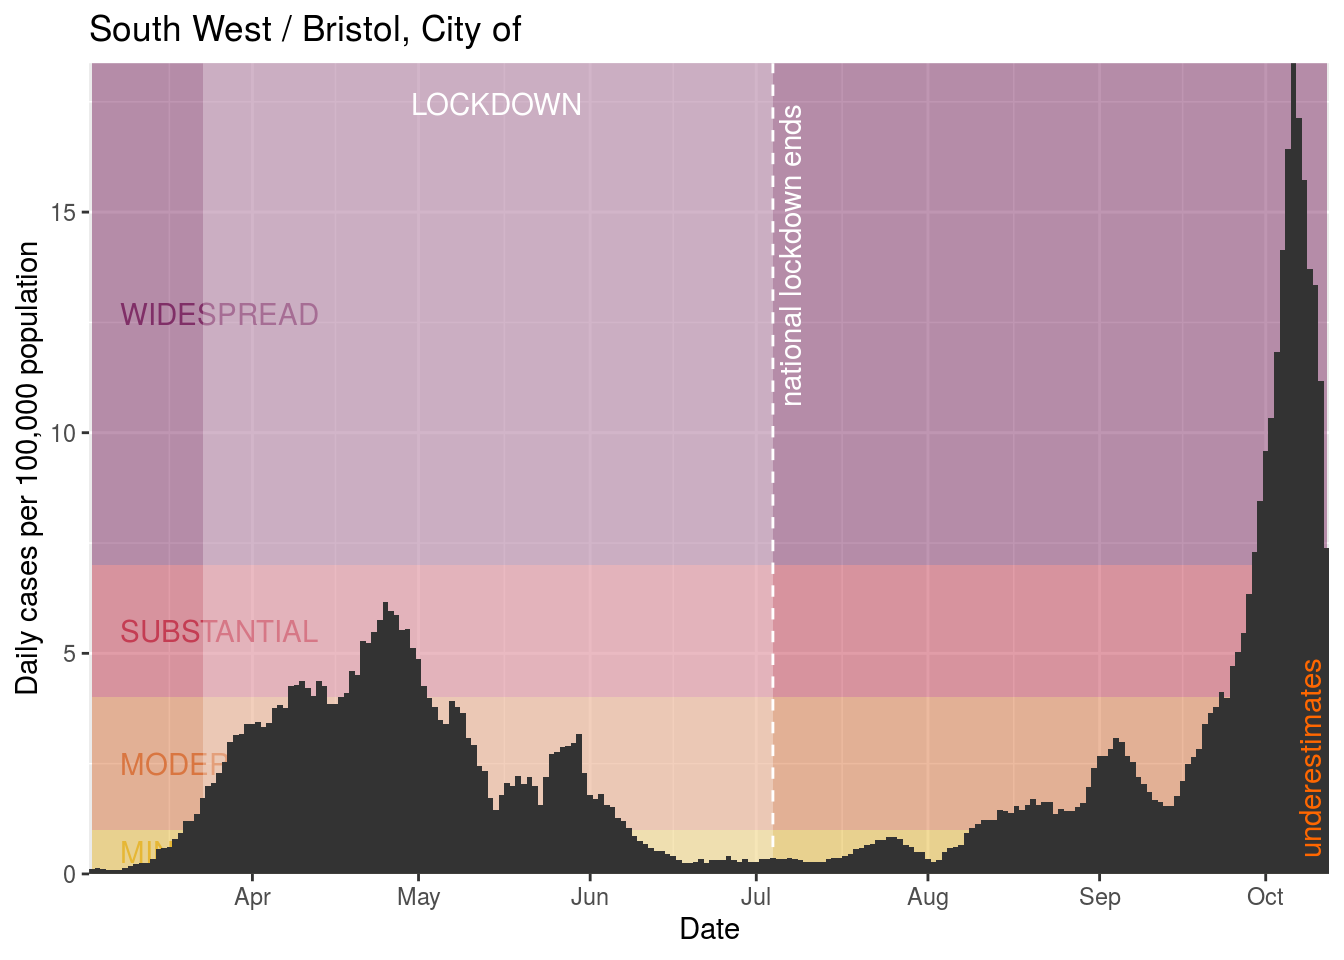 South West / Bristol, City of
LOCKDOWN
national lockdown ends
WIDESPREAD
SUBSTANTIAL
underestimates
15
10
5
0
Daily cases per 100,000 population
Apr
May
Jun
Jul
Aug
Sep
Oct
Date